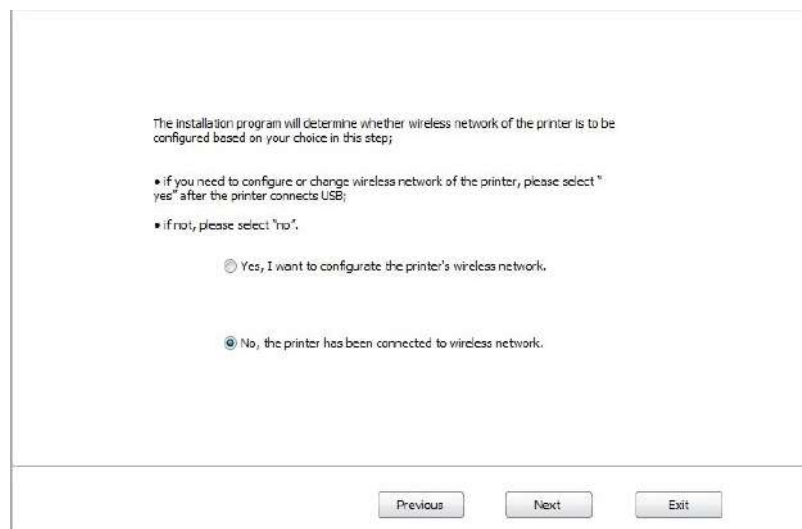 The installation program will determine whether wireless network of the printer is to be
configured based on your choice in this step;
• if you need to configure or change wireless network of the printer, please select "
yes" after the printer connects USB;
• if not, please select "no".
Yes, I want to configurate the printer's wireless network.
No, the printer has been connected to wireless network.
Previous Next Exit